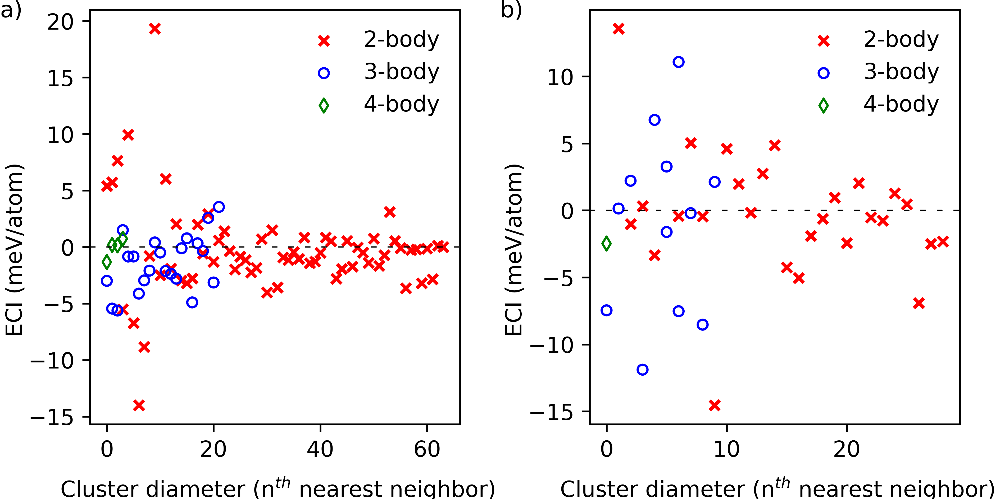 a)
20
15
10
5
0
−5
−10
−15
ECI (meV/atom)
2-body
3-body
4-body
0 20 40 60
Cluster diameter (nth nearest neighbor)
b)
10
5
0
−5
−10
−15
ECI (meV/atom)
2-body
3-body
4-body
0 10 20
Cluster diameter (nth nearest neighbor)